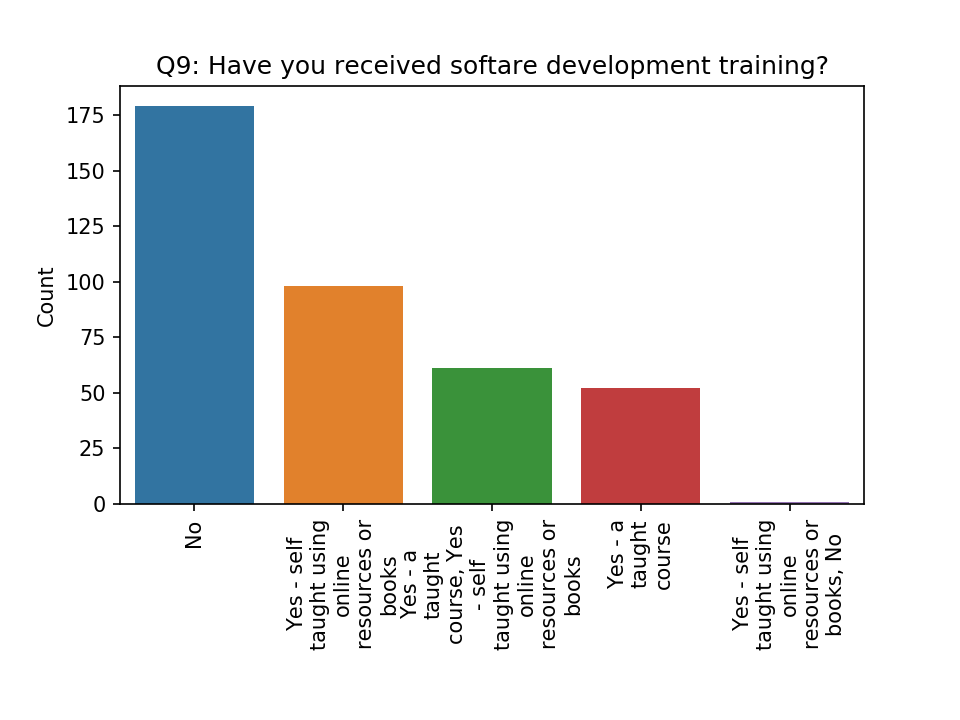 Q9: Have you received softare development training?
Count
175
150
125
100
75
50
25
0
No
Yes - self
taught using
online
resources or
books
Yes - a
taught
course, Yes
- self
taught using
online
resources or
books
Yes - a
taught
course
Yes - self
taught using
online
resources or
books, No